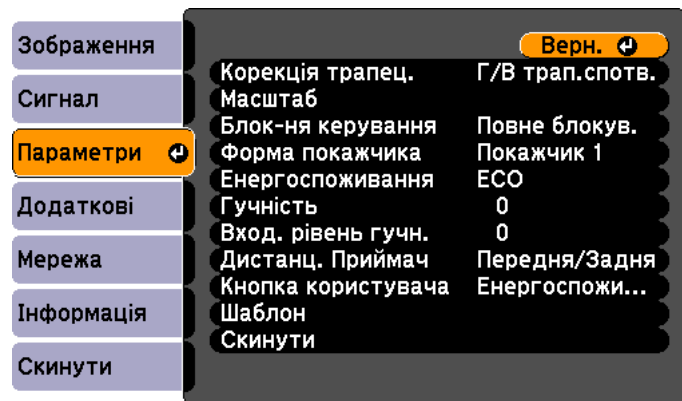 Зображення
Сигнал
Параметри
Додаткові
Мережа
Інформація
Скинути
Верн.
Корекція трапец. Г/В трап.спотв.
Масштаб
Блок-ня керування Повне блокув.
Форма покажчика Покажчик 1
Енергоспоживання ECO
Гучність 0
Вход. рівень гучн. 0
Дистанц. Приймач Передня/Задня
Кнопка користувача Енергоспожи...
Шаблон
Скинути